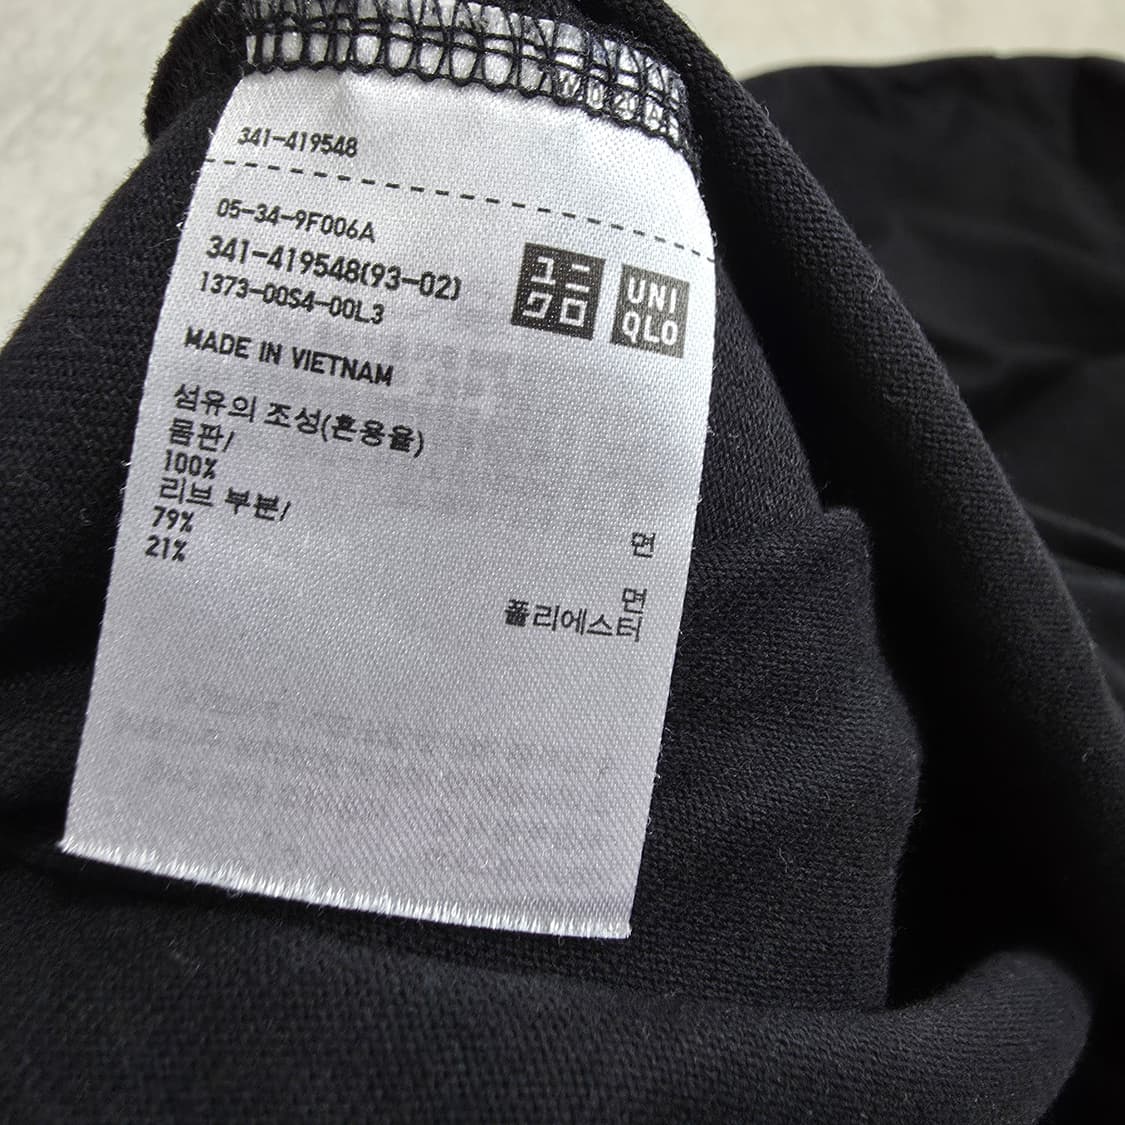 341-419548
05-34-9F006A
341-419548(93-02)
1373-00S4-00L3
ユニクロ
UNIQLO
MADE IN VIETNAM
섬유의 조성(혼용율)
몸판/
100% 면
리브 부분/
79% 면
21% 폴리에스터